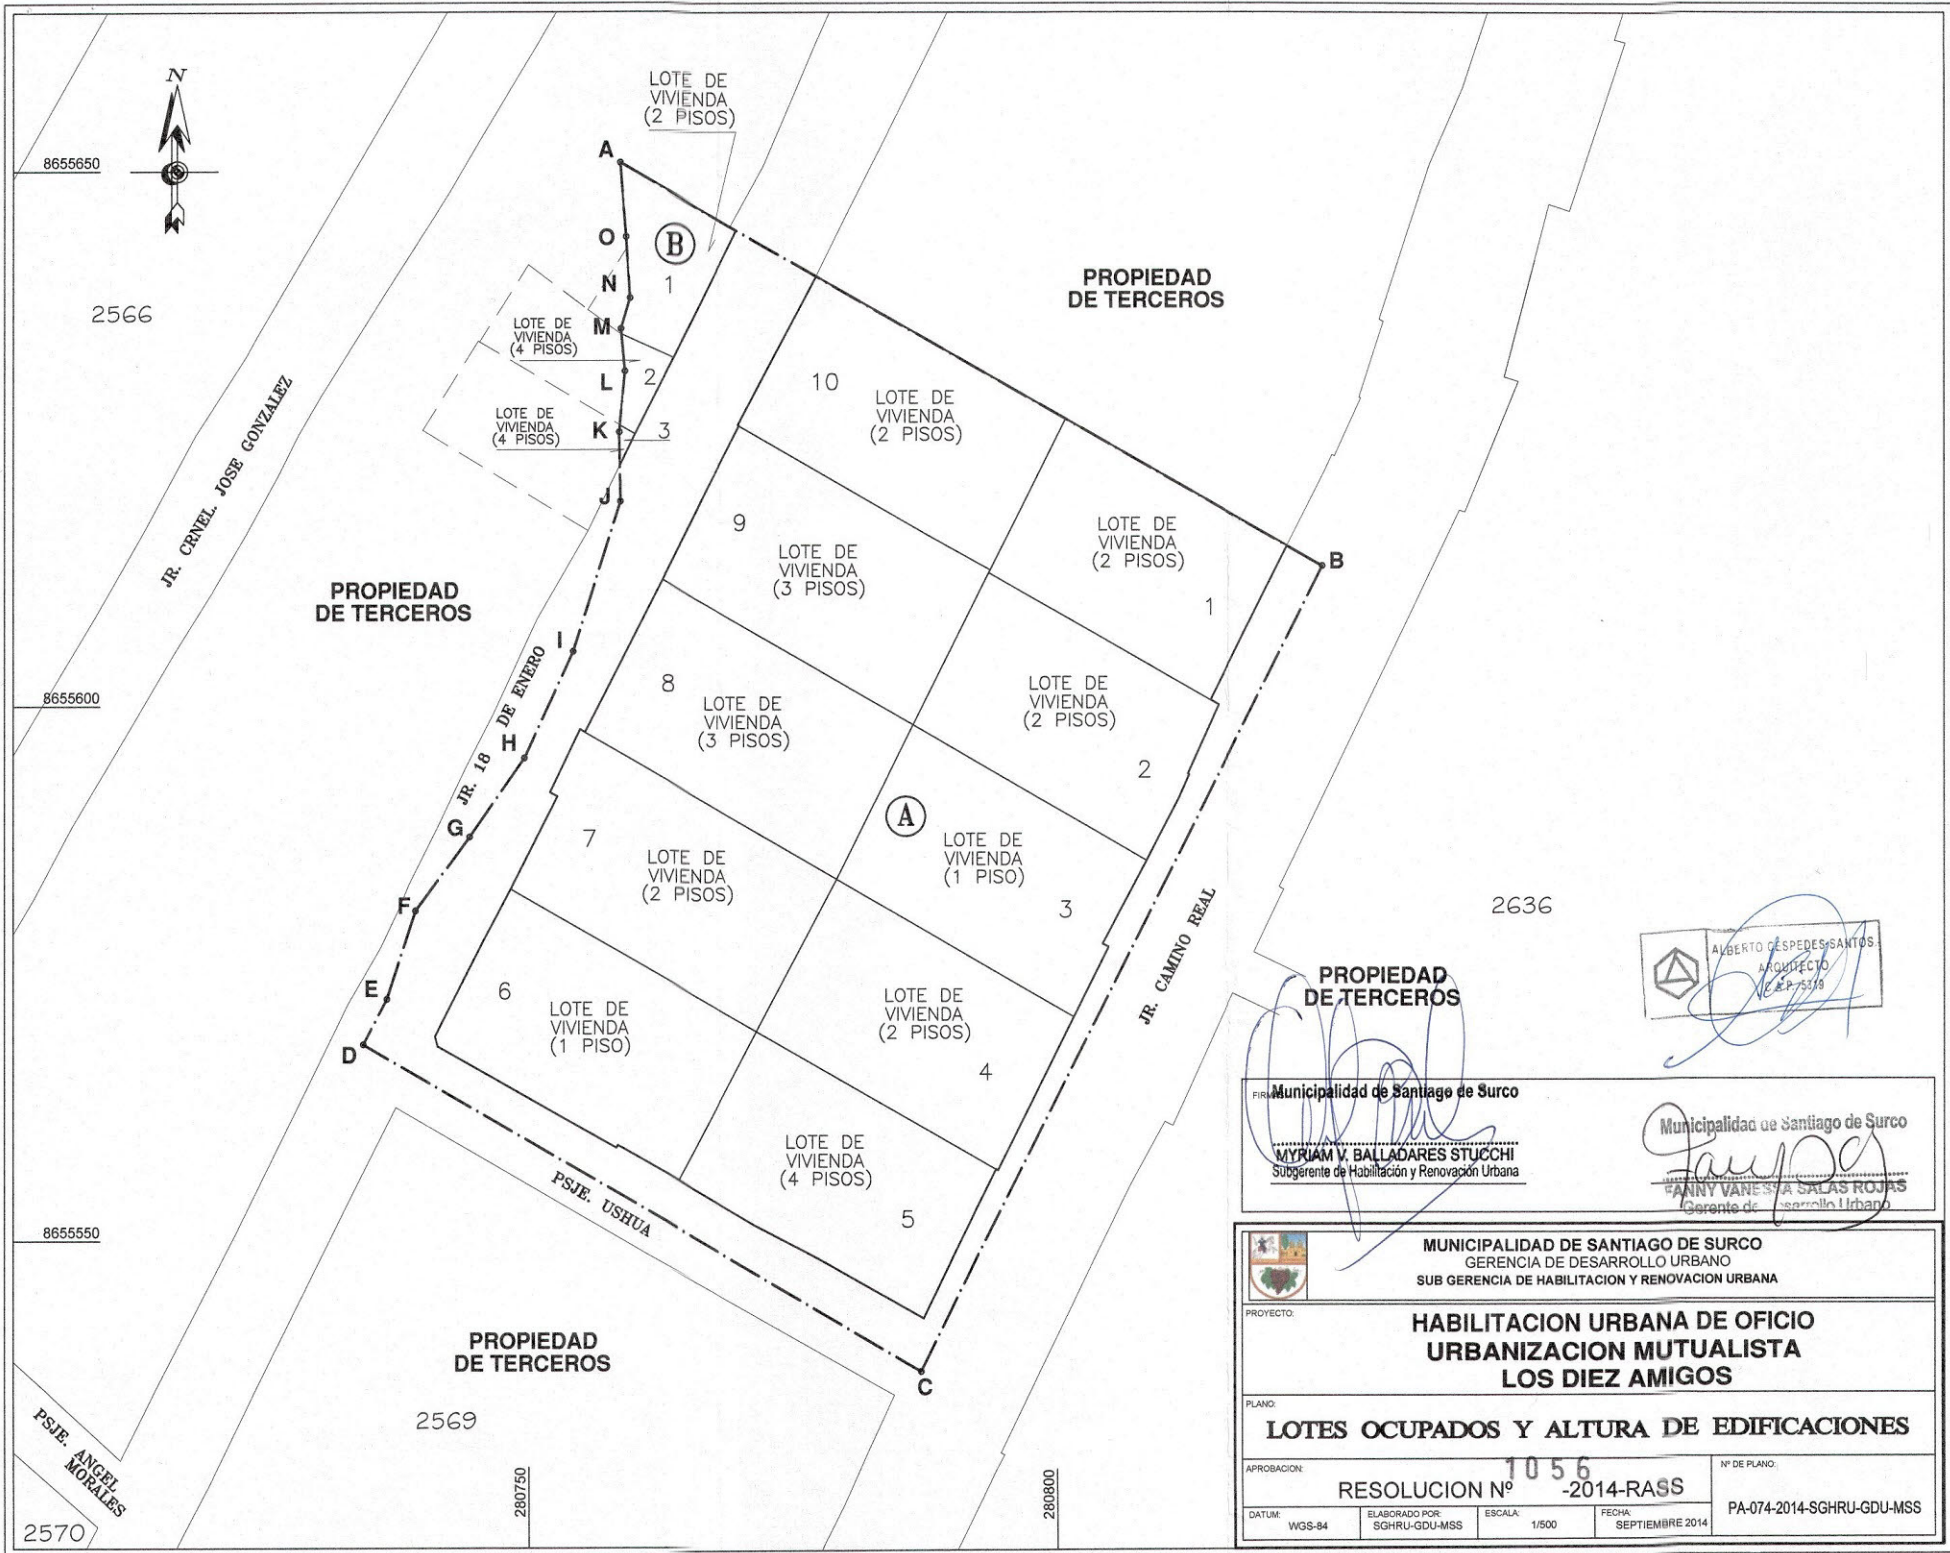 N
8655650
8655600
8655550
280750
280800
2566
2636
2569
2570
JR. CRNEL. JOSE GONZALEZ
JR. 18 DE ENERO
JR. CAMINO REAL
PSJE. USHUA
PSJE. ANGEL
MORALES
PROPIEDAD
DE TERCEROS
PROPIEDAD
DE TERCEROS
PROPIEDAD
DE TERCEROS
PROPIEDAD
DE TERCEROS
A
O
N
M
L
K
J
I
H
G
F
E
D
C
B
LOTE DE
VIVIENDA
(2 PISOS)
B
1
LOTE DE
VIVIENDA
(4 PISOS)
2
LOTE DE
VIVIENDA
(4 PISOS)
3
10
LOTE DE
VIVIENDA
(2 PISOS)
9
LOTE DE
VIVIENDA
(3 PISOS)
8
LOTE DE
VIVIENDA
(3 PISOS)
7
LOTE DE
VIVIENDA
(2 PISOS)
6
LOTE DE
VIVIENDA
(1 PISO)
LOTE DE
VIVIENDA
(2 PISOS)
1
LOTE DE
VIVIENDA
(2 PISOS)
2
A
LOTE DE
VIVIENDA
(1 PISO)
3
LOTE DE
VIVIENDA
(2 PISOS)
4
LOTE DE
VIVIENDA
(4 PISOS)
5
ALBERTO CESPEDES SANTOS
ARQUITECTO
C.A.P. 5319
Municipalidad de Santiago de Surco
MYRIAM V. BALLADARES STUCCHI
Subgerente de Habilitación y Renovación Urbana
Municipalidad de Santiago de Surco
FANNY VANESSA SALAS ROJAS
Gerente de Desarrollo Urbano
MUNICIPALIDAD DE SANTIAGO DE SURCO
GERENCIA DE DESARROLLO URBANO
SUB GERENCIA DE HABILITACION Y RENOVACION URBANA
PROYECTO:
HABILITACION URBANA DE OFICIO
URBANIZACION MUTUALISTA
LOS DIEZ AMIGOS
PLANO:
LOTES OCUPADOS Y ALTURA DE EDIFICACIONES
APROBACION:
RESOLUCION Nº 1056 -2014-RASS
Nº DE PLANO:
PA-074-2014-SGHRU-GDU-MSS
DATUM:
WGS-84
ELABORADO POR:
SGHRU-GDU-MSS
ESCALA:
1/500
FECHA:
SEPTIEMBRE 2014